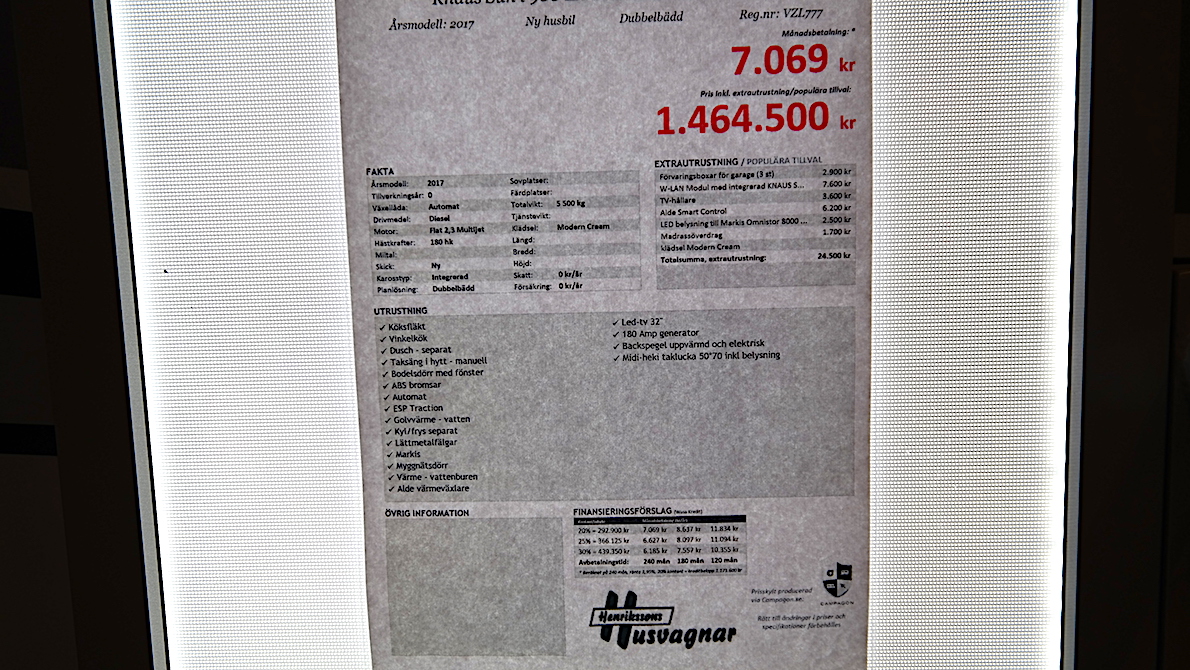 Knaus Sun
Årsmodell: 2017 Ny husbil Dubbelbädd Reg.nr: VZL777
Månadsbetalning: *
7.069 kr
Pris inkl. extrautrustning/populära tillval:
1.464.500 kr
FAKTA
Årsmodell: 2017 Sovplatser:
Tillverkningsår: 0 Färdplatser:
Växellåda: Automat Totalvikt: 5 500 kg
Drivmedel: Diesel Tjänstevikt:
Motor: Fiat 2,3 Multijet Klädsel: Modern Cream
Hästkrafter: 180 hk Längd:
Miltal: Bredd:
Skick: Ny Höjd:
Karosstyp: Integrerad Skatt: 0 kr/år
Planlösning: Dubbelbädd Försäkring: 0 kr/år
EXTRAUTRUSTNING / POPULÄRA TILLVAL
Förvaringsboxar för garage (3 st) 2.900 kr
W-LAN Modul med integrerad KNAUS S... 7.600 kr
TV-hållare 3.600 kr
Alde Smart Control 6.200 kr
LED belysning till Markis Omnistor 8000 ... 2.500 kr
Madrassöverdrag 1.700 kr
klädsel Modern Cream
Totalsumma, extrautrustning: 24.500 kr
UTRUSTNING
✓ Köksfläkt
✓ Vinkelkök
✓ Dusch - separat
✓ Taksäng i hytt - manuell
✓ Bodelsdörr med fönster
✓ ABS bromsar
✓ Automat
✓ ESP Traction
✓ Golvvärme - vatten
✓ Kyl/frys separat
✓ Lättmetalfälgar
✓ Markis
✓ Myggnätsdörr
✓ Värme - vattenburen
✓ Alde värmeväxlare
✓ Led-tv 32"
✓ 180 Amp generator
✓ Backspegel uppvärmd och elektrisk
✓ Midi-heki taklucka 50*70 inkl belysning
ÖVRIG INFORMATION
FINANSIERINGSFÖRSLAG
20% = 292.900 kr 7.069 kr 8.637 kr 11.834 kr
25% = 366.125 kr 6.627 kr 8.097 kr 11.094 kr
30% = 439.350 kr 6.185 kr 7.557 kr 10.355 kr
Avbetalningstid: 240 mån 180 mån 120 mån
Henrikssons
Husvagnar
Prisskylt producerad
via Campagon.se:
CAMPAGON
Rätt till ändringar i priser och
specifikationer förbehålles.